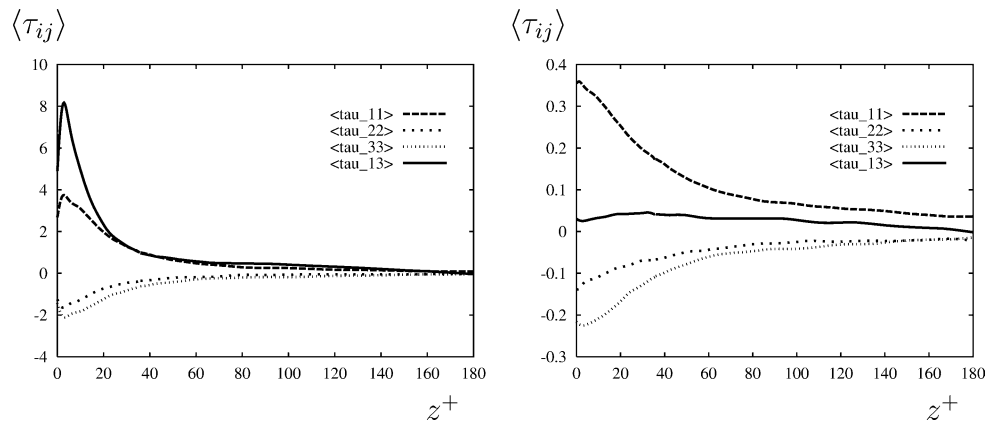 ⟨τij⟩
10
8
6
4
2
0
-2
-4
<tau_11>
<tau_22>
<tau_33>
<tau_13>
0 20 40 60 80 100 120 140 160 180
z+
⟨τij⟩
0.4
0.3
0.2
0.1
0
-0.1
-0.2
-0.3
<tau_11>
<tau_22>
<tau_33>
<tau_13>
0 20 40 60 80 100 120 140 160 180
z+